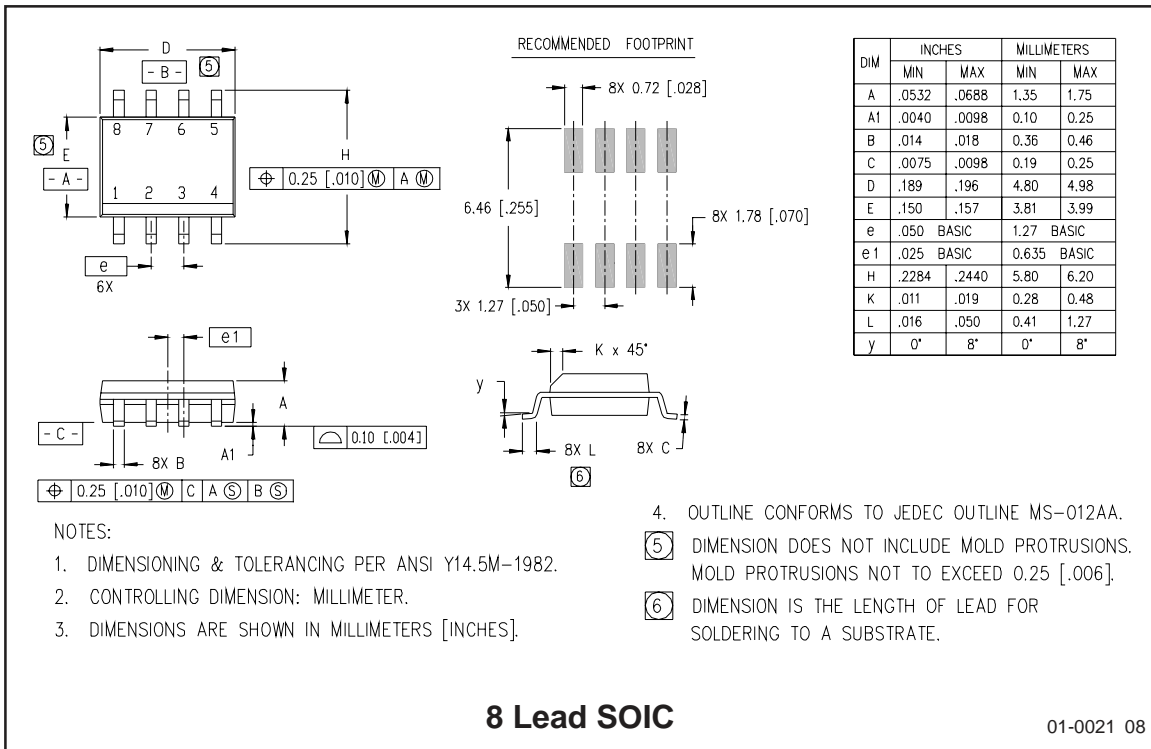 D
- B -
5
8 7 6 5
5
E
- A -
H
⌖ 0.25 [.010] Ⓜ A Ⓜ
1 2 3 4
e
6X
RECOMMENDED FOOTPRINT
8X 0.72 [.028]
6.46 [.255]
8X 1.78 [.070]
3X 1.27 [.050]
DIM INCHES MILLIMETERS
MIN MAX MIN MAX
A .0532 .0688 1.35 1.75
A1 .0040 .0098 0.10 0.25
B .014 .018 0.36 0.46
C .0075 .0098 0.19 0.25
D .189 .196 4.80 4.98
E .150 .157 3.81 3.99
e .050 BASIC 1.27 BASIC
e1 .025 BASIC 0.635 BASIC
H .2284 .2440 5.80 6.20
K .011 .019 0.28 0.48
L .016 .050 0.41 1.27
y 0° 8° 0° 8°
e1
A
- C -
8X B
A1
⌓ 0.10 [.004]
⌖ 0.25 [.010] Ⓜ C A Ⓢ B Ⓢ
K x 45°
y
8X L
6
8X C
NOTES:
1. DIMENSIONING & TOLERANCING PER ANSI Y14.5M-1982.
2. CONTROLLING DIMENSION: MILLIMETER.
3. DIMENSIONS ARE SHOWN IN MILLIMETERS [INCHES].
4. OUTLINE CONFORMS TO JEDEC OUTLINE MS-012AA.
5 DIMENSION DOES NOT INCLUDE MOLD PROTRUSIONS.
MOLD PROTRUSIONS NOT TO EXCEED 0.25 [.006].
6 DIMENSION IS THE LENGTH OF LEAD FOR
SOLDERING TO A SUBSTRATE.
8 Lead SOIC
01-0021 08